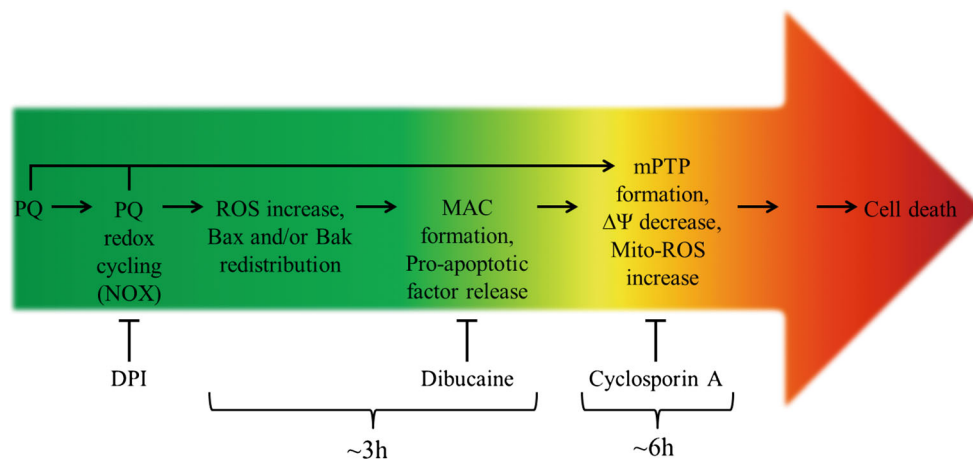 PQ
PQ
redox
cycling
(NOX)
ROS increase,
Bax and/or Bak
redistribution
MAC
formation,
Pro-apoptotic
factor release
mPTP
formation,
ΔΨ decrease,
Mito-ROS
increase
Cell death
DPI
Dibucaine
Cyclosporin A
~3h
~6h